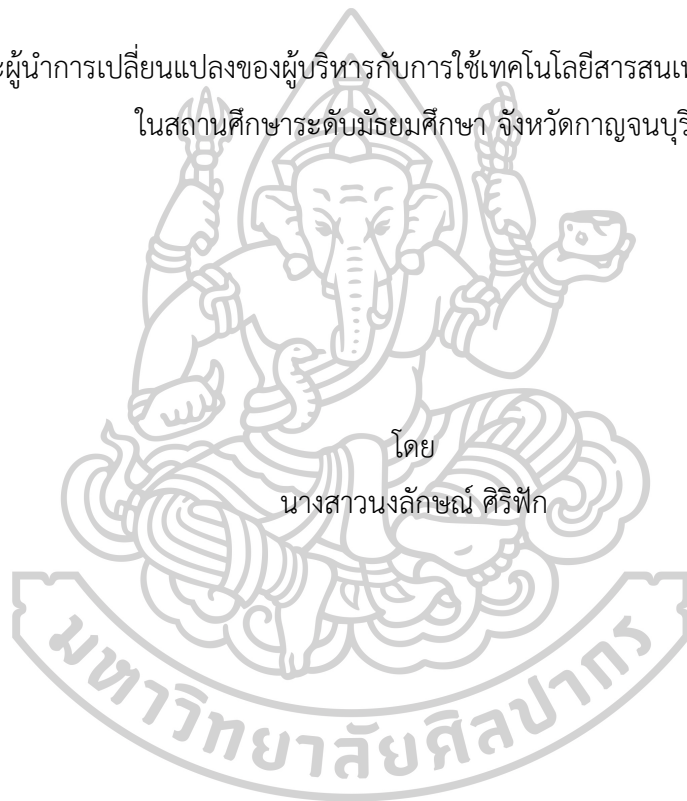 ะผู้นำการเปลี่ยนแปลงของผู้บริหารกับการใช้เทคโนโลยีสารสนเท
ในสถานศึกษาระดับมัธยมศึกษา จังหวัดกาญจนบุรี
โดย
นางสาวนงลักษณ์ ศิริฟัก
มหาวิทยาลัยศิลปากร